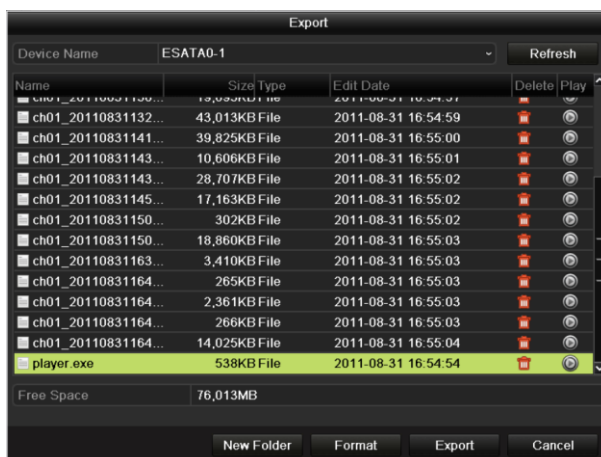 Export
Device Name ESATA0-1 Refresh
Name Size Type Edit Date Delete Play
ch01_20110831132... 43,013KB File 2011-08-31 16:54:59
ch01_20110831141... 39,825KB File 2011-08-31 16:55:00
ch01_20110831143... 10,606KB File 2011-08-31 16:55:01
ch01_20110831143... 28,707KB File 2011-08-31 16:55:02
ch01_20110831145... 17,163KB File 2011-08-31 16:55:02
ch01_20110831150... 302KB File 2011-08-31 16:55:02
ch01_20110831150... 18,860KB File 2011-08-31 16:55:03
ch01_20110831163... 3,410KB File 2011-08-31 16:55:03
ch01_20110831164... 265KB File 2011-08-31 16:55:03
ch01_20110831164... 2,361KB File 2011-08-31 16:55:03
ch01_20110831164... 266KB File 2011-08-31 16:55:03
ch01_20110831164... 14,025KB File 2011-08-31 16:55:04
player.exe 538KB File 2011-08-31 16:54:54
Free Space 76,013MB
New Folder Format Export Cancel